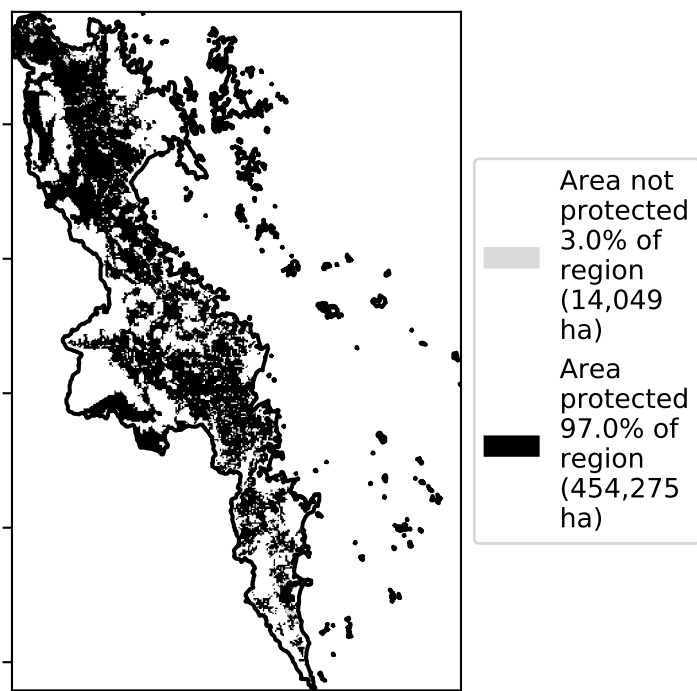 Area not
protected
3.0% of
region
(14,049
ha)
Area
protected
97.0% of
region
(454,275
ha)